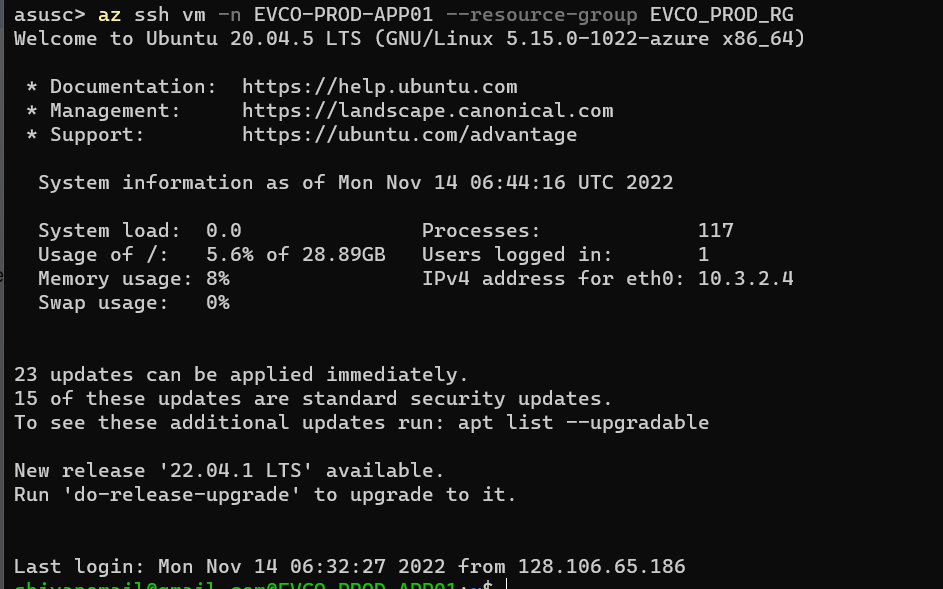 asusc> az ssh vm -n EVCO-PROD-APP01 --resource-group EVCO_PROD_RG
Welcome to Ubuntu 20.04.5 LTS (GNU/Linux 5.15.0-1022-azure x86_64)
* Documentation: https://help.ubuntu.com
* Management: https://landscape.canonical.com
* Support: https://ubuntu.com/advantage
System information as of Mon Nov 14 06:44:16 UTC 2022
System load: 0.0 Processes: 117
Usage of /: 5.6% of 28.89GB Users logged in: 1
Memory usage: 8% IPv4 address for eth0: 10.3.2.4
Swap usage: 0%
23 updates can be applied immediately.
15 of these updates are standard security updates.
To see these additional updates run: apt list --upgradable
New release '22.04.1 LTS' available.
Run 'do-release-upgrade' to upgrade to it.
Last login: Mon Nov 14 06:32:27 2022 from 128.106.65.186